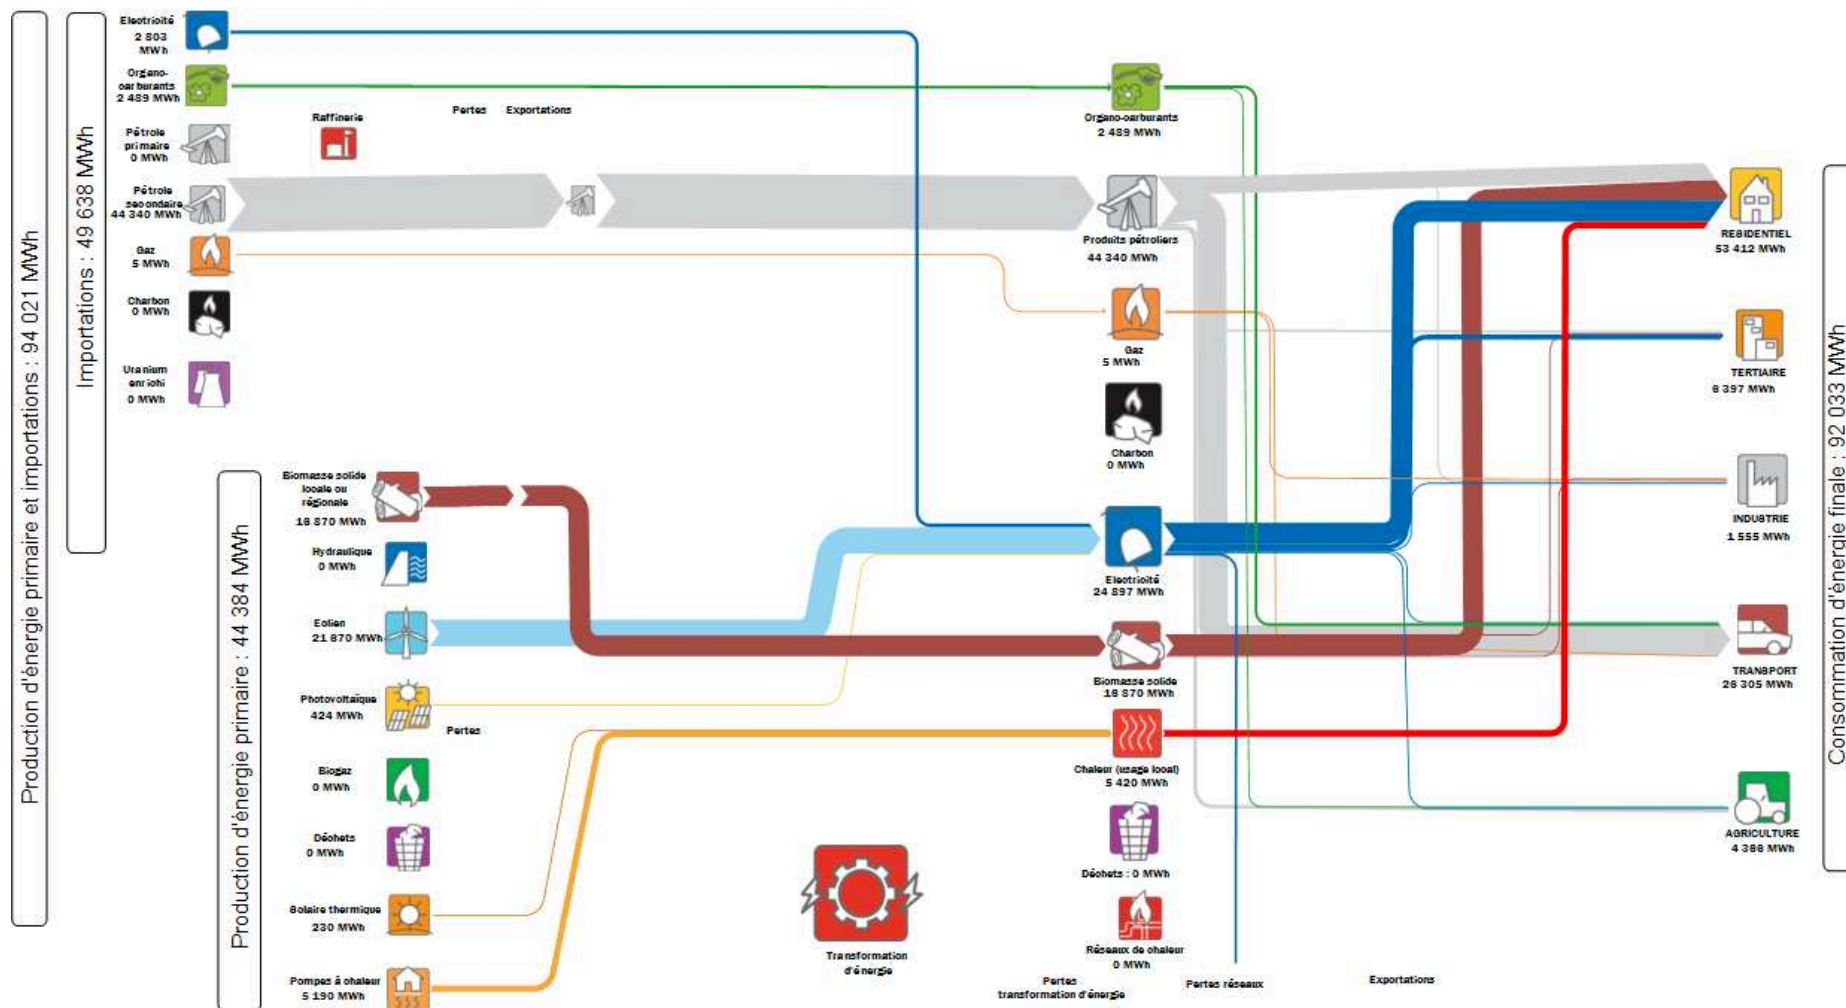 Production d'énergie primaire et importations : 94 021 MWh
Importations : 49 638 MWh
Electricité
2 803
MWh
Organo-
carburants
2 489 MWh
Pétrole
primaire
0 MWh
Pétrole
secondaire
44 340 MWh
Gaz
5 MWh
Charbon
0 MWh
Uranium
enrichi
0 MWh
Raffinerie
Pertes
Exportations
Production d'énergie primaire : 44 384 MWh
Biomasse solide
locale ou
régionale
16 870 MWh
Hydraulique
0 MWh
Eolien
21 870 MWh
Photovoltaïque
424 MWh
Pertes
Biogaz
0 MWh
Déchets
0 MWh
Solaire thermique
230 MWh
Pompes à chaleur
5 190 MWh
Transformation
d'énergie
Organo-carburants
2 489 MWh
Produits pétroliers
44 340 MWh
Gaz
5 MWh
Charbon
0 MWh
Electricité
24 897 MWh
Biomasse solide
16 870 MWh
Chaleur (usage local)
5 420 MWh
Déchets : 0 MWh
Réseaux de chaleur
0 MWh
Pertes
transformation d'énergie
Pertes réseaux
Exportations
RESIDENTIEL
53 412 MWh
TERTIAIRE
6 397 MWh
INDUSTRIE
1 555 MWh
TRANSPORT
26 305 MWh
AGRICULTURE
4 366 MWh
Consommation d'énergie finale : 92 033 MWh